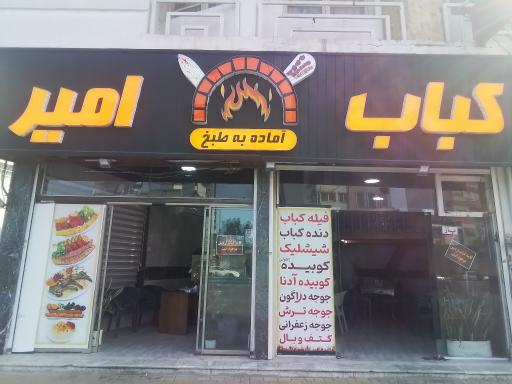 کباب امیر
آماده به طبخ
فیله کباب
دنده کباب
شیشلیک
کوبیده
کوبیده آدنا
جوجه دراگون
جوجه ترش
جوجه زعفرانی
کتف و بال